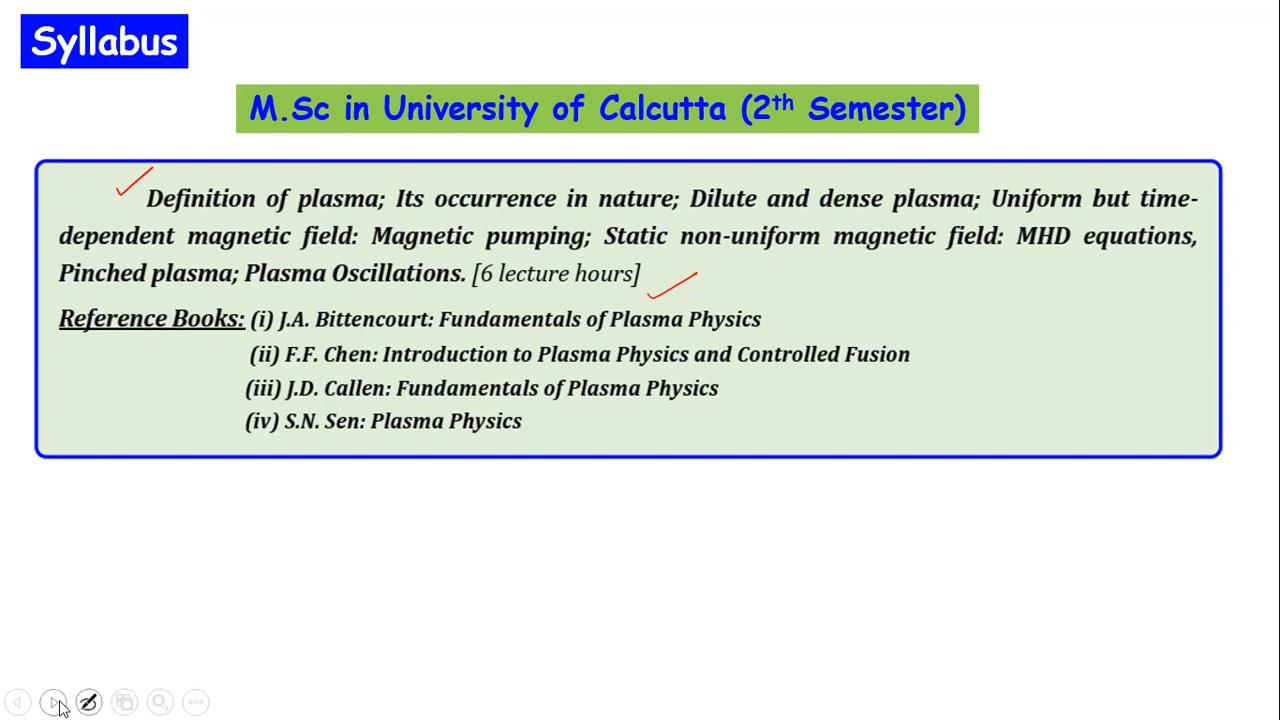 Syllabus
M.Sc in University of Calcutta (2th Semester)
Definition of plasma; Its occurrence in nature; Dilute and dense plasma; Uniform but time-
dependent magnetic field: Magnetic pumping; Static non-uniform magnetic field: MHD equations,
Pinched plasma; Plasma Oscillations. [6 lecture hours]
Reference Books: (i) J.A. Bittencourt: Fundamentals of Plasma Physics
(ii) F.F. Chen: Introduction to Plasma Physics and Controlled Fusion
(iii) J.D. Callen: Fundamentals of Plasma Physics
(iv) S.N. Sen: Plasma Physics